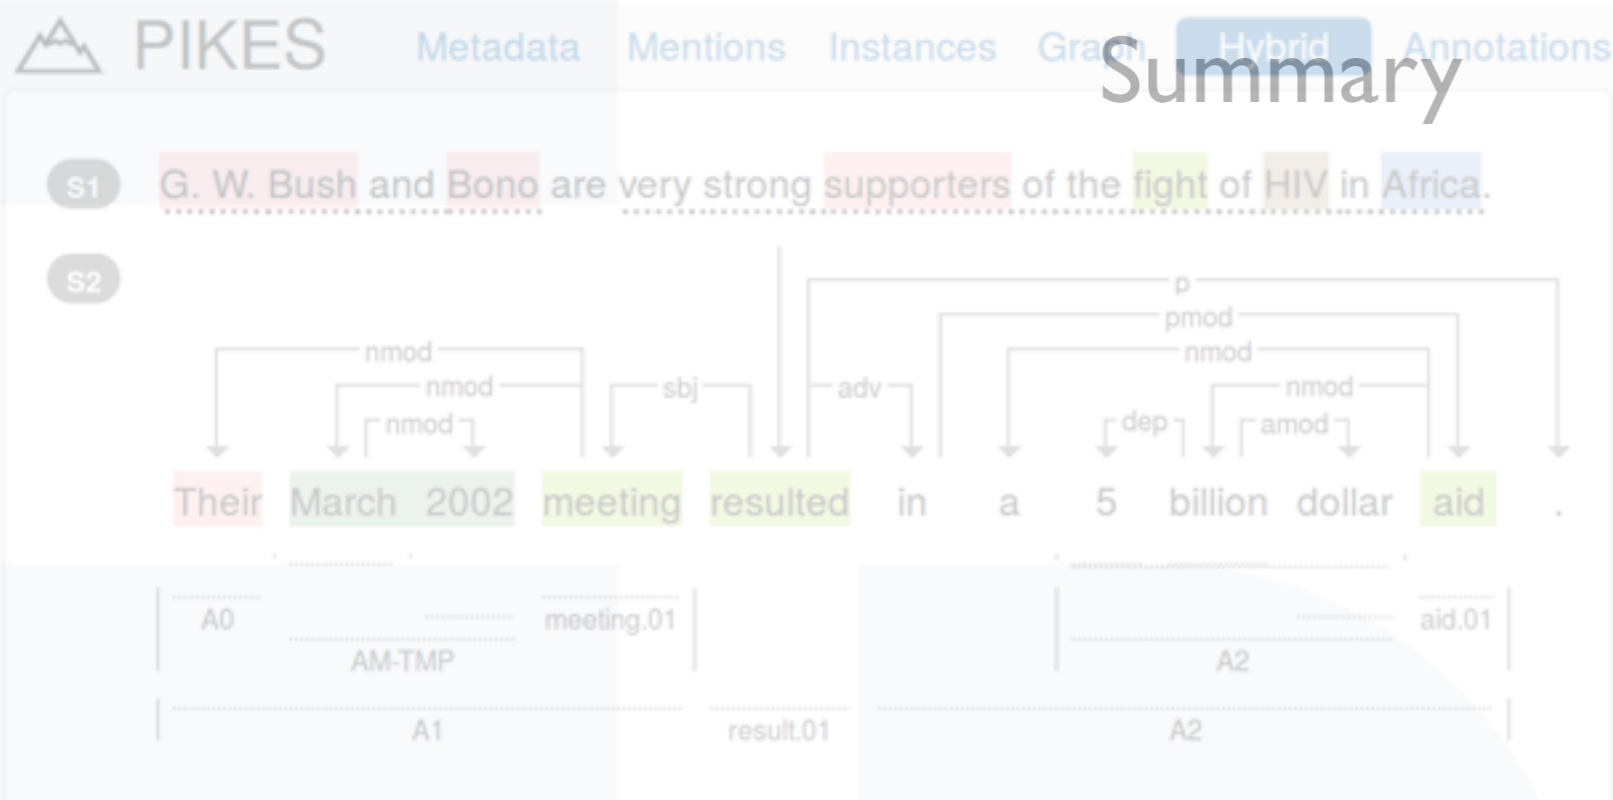 PIKES Metadata Mentions Instances Graph Hybrid Annotations
Summary
S1 G. W. Bush and Bono are very strong supporters of the fight of HIV in Africa.
S2
p
pmod
nmod nmod
nmod sbj adv nmod
nmod dep amod
Their March 2002 meeting resulted in a 5 billion dollar aid .
A0 meeting.01 aid.01
AM-TMP A2
A1 result.01 A2